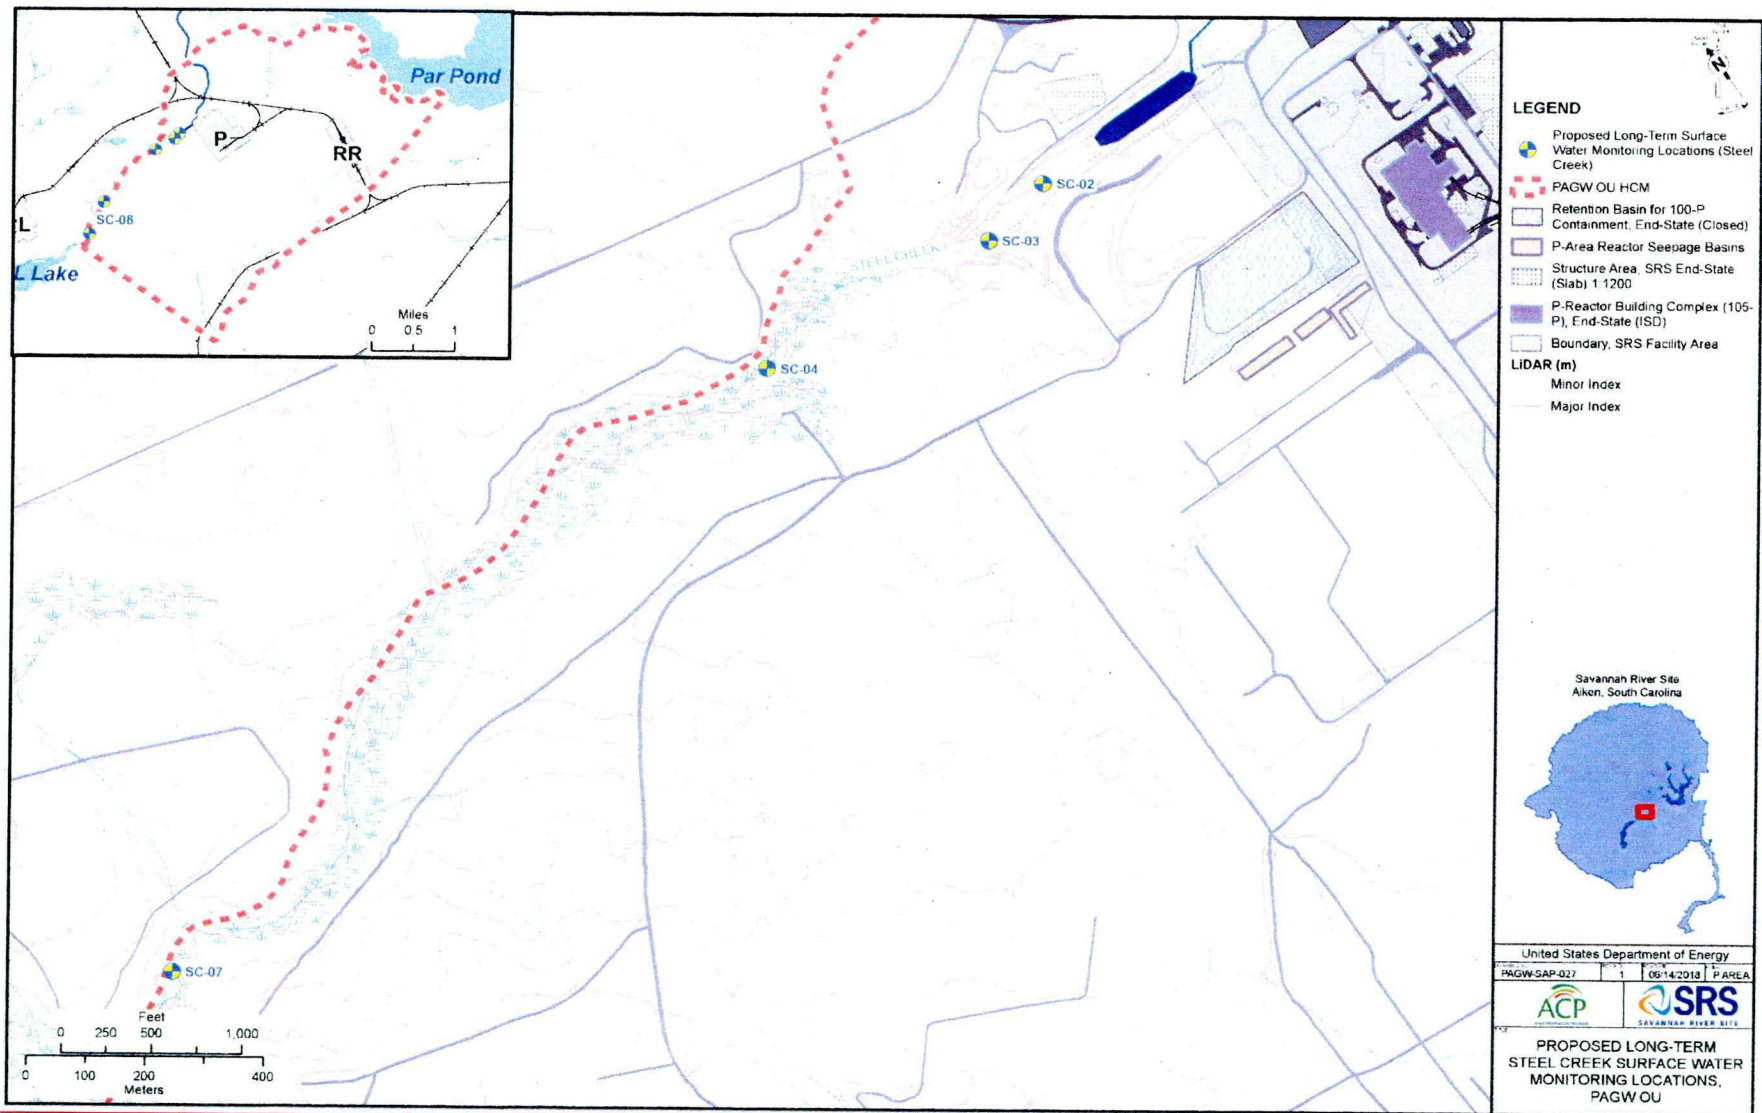 Par Pond
P
RR
SC-08
L
L Lake
Miles
0 0.5 1
SC-02
SC-03
STEEL CREEK
SC-04
SC-07
Feet
0 250 500 1,000
0 100 200 400
Meters
N
LEGEND
Proposed Long-Term Surface
Water Monitoring Locations (Steel
Creek)
PAGW OU HCM
Retention Basin for 100-P
Containment, End-State (Closed)
P-Area Reactor Seepage Basins
Structure Area, SRS End-State
(Slab) 1:1200
P-Reactor Building Complex (105-
P), End-State (ISD)
Boundary, SRS Facility Area
LiDAR (m)
Minor Index
Major Index
Savannah River Site
Aiken, South Carolina
United States Department of Energy
PAGW-SAP-027 1 06/14/2018 P AREA
ACP
SRS
SAVANNAH RIVER SITE
PROPOSED LONG-TERM
STEEL CREEK SURFACE WATER
MONITORING LOCATIONS,
PAGW OU